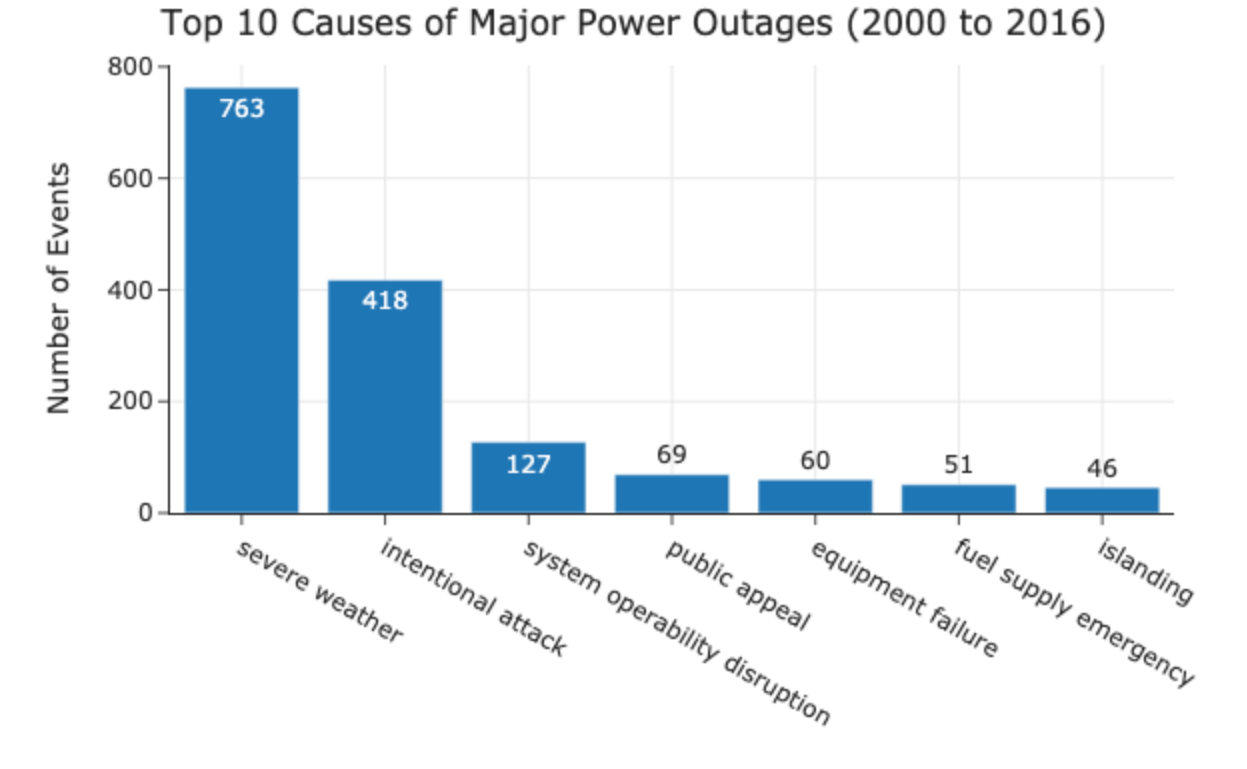 Top 10 Causes of Major Power Outages (2000 to 2016)
Number of Events
800
600
400
200
0
763
418
127
69
60
51
46
severe weather
intentional attack
system operability disruption
public appeal
equipment failure
fuel supply emergency
islanding